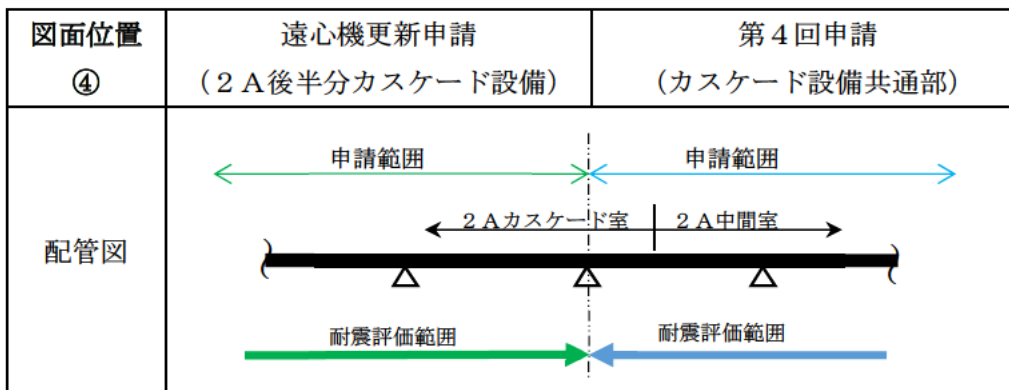 図面位置
④
遠心機更新申請
（２Ａ後半分カスケード設備）
第４回申請
（カスケード設備共通部）
配管図
申請範囲
申請範囲
２Ａカスケード室
２Ａ中間室
耐震評価範囲
耐震評価範囲